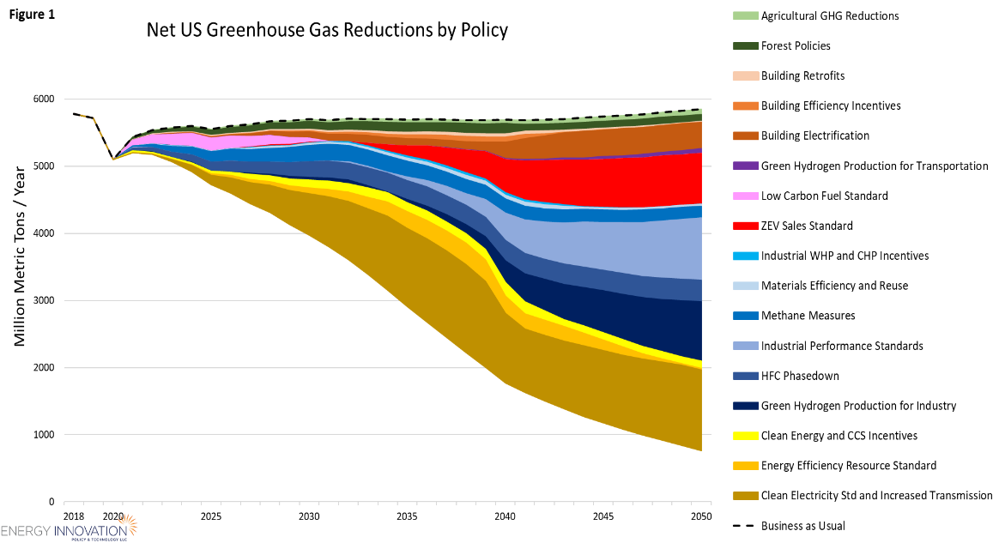 Figure 1
Net US Greenhouse Gas Reductions by Policy
Million Metric Tons / Year
6000
5000
4000
3000
2000
1000
0
2018
2020
2025
2030
2035
2040
2045
2050
Agricultural GHG Reductions
Forest Policies
Building Retrofits
Building Efficiency Incentives
Building Electrification
Green Hydrogen Production for Transportation
Low Carbon Fuel Standard
ZEV Sales Standard
Industrial WHP and CHP Incentives
Materials Efficiency and Reuse
Methane Measures
Industrial Performance Standards
HFC Phasedown
Green Hydrogen Production for Industry
Clean Energy and CCS Incentives
Energy Efficiency Resource Standard
Clean Electricity Std and Increased Transmission
Business as Usual
ENERGY INNOVATION
POLICY & TECHNOLOGY LLC